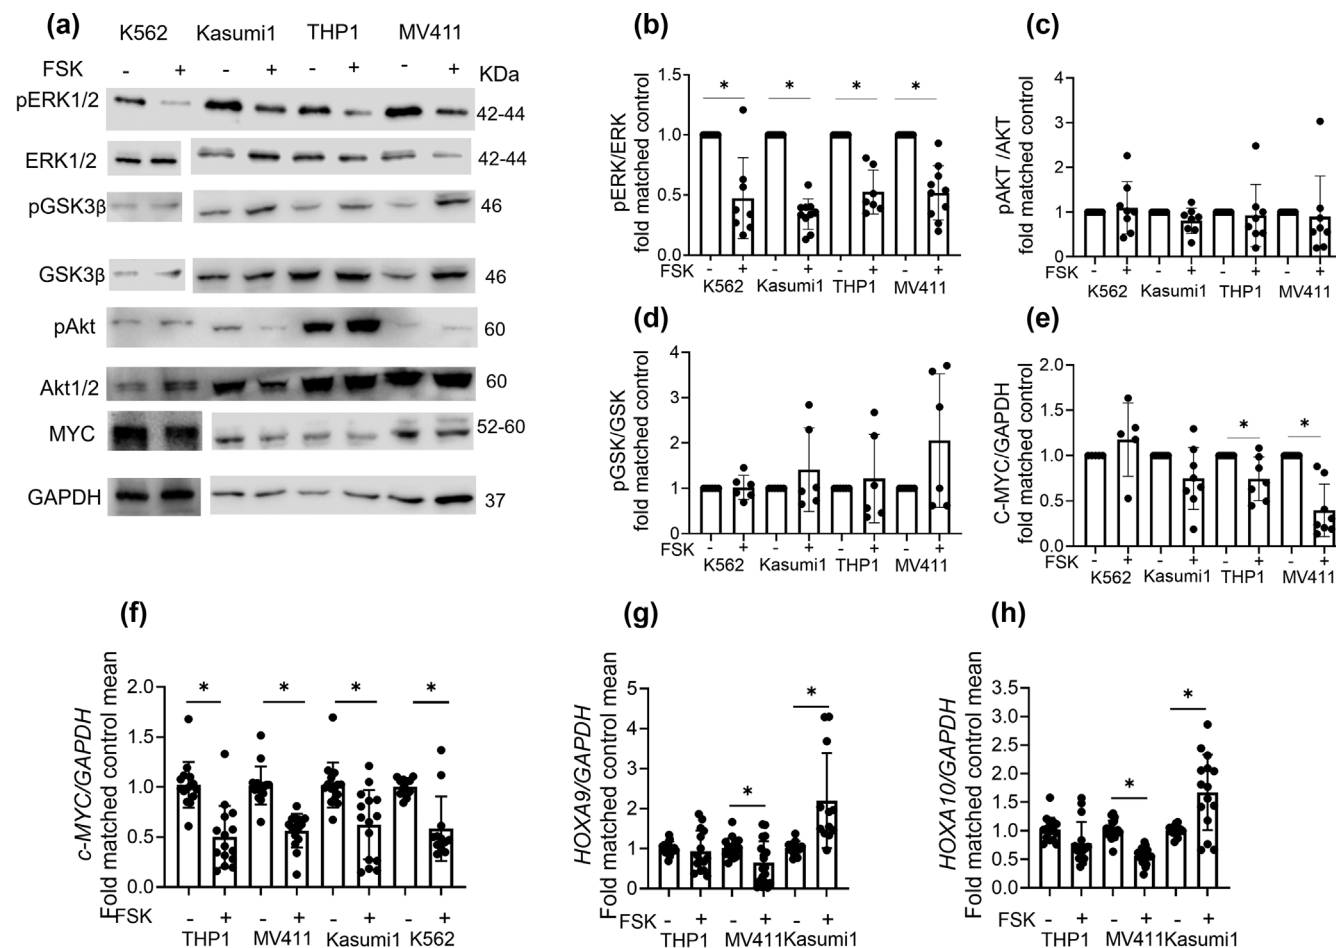 (a)
K562 Kasumi1 THP1 MV411
FSK - + - + - + - + KDa
pERK1/2 42-44
ERK1/2 42-44
pGSK3β 46
GSK3β 46
pAkt 60
Akt1/2 60
MYC 52-60
GAPDH 37
(b)
pERK/ERK
fold matched control
1.5
1.0
0.5
0.0
* * * *
FSK - + - + - + - +
K562 Kasumi1 THP1 MV411
(c)
pAKT /AKT
fold matched control
4
3
2
1
0
FSK - + - + - + - +
K562 Kasumi1 THP1 MV411
(d)
pGSK/GSK
fold matched control
4
3
2
1
0
FSK - + - + - + - +
K562 Kasumi1 THP1 MV411
(e)
C-MYC/GAPDH
fold matched control
2.0
1.5
1.0
0.5
0.0
* *
FSK - + - + - + - +
K562 Kasumi1 THP1 MV411
(f)
c-MYC/GAPDH
Fold matched control mean
2.0
1.5
1.0
0.5
0.0
* * * *
FSK - + - + - + - +
THP1 MV411 Kasumi1 K562
(g)
HOXA9/GAPDH
Fold matched control mean
5
4
3
2
1
0
* *
FSK - + - + - +
THP1 MV411 Kasumi1
(h)
HOXA10/GAPDH
Fold matched control mean
3.5
3.0
2.5
2.0
1.5
1.0
0.5
0.0
* *
FSK - + - + - +
THP1 MV411 Kasumi1